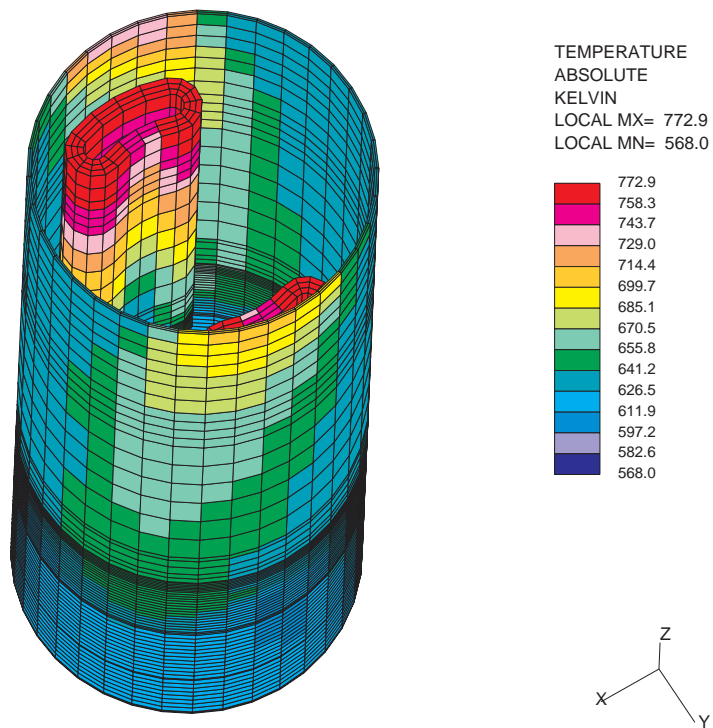 TEMPERATURE
ABSOLUTE
KELVIN
LOCAL MX= 772.9
LOCAL MN= 568.0
772.9
758.3
743.7
729.0
714.4
699.7
685.1
670.5
655.8
641.2
626.5
611.9
597.2
582.6
568.0
Z
X
Y